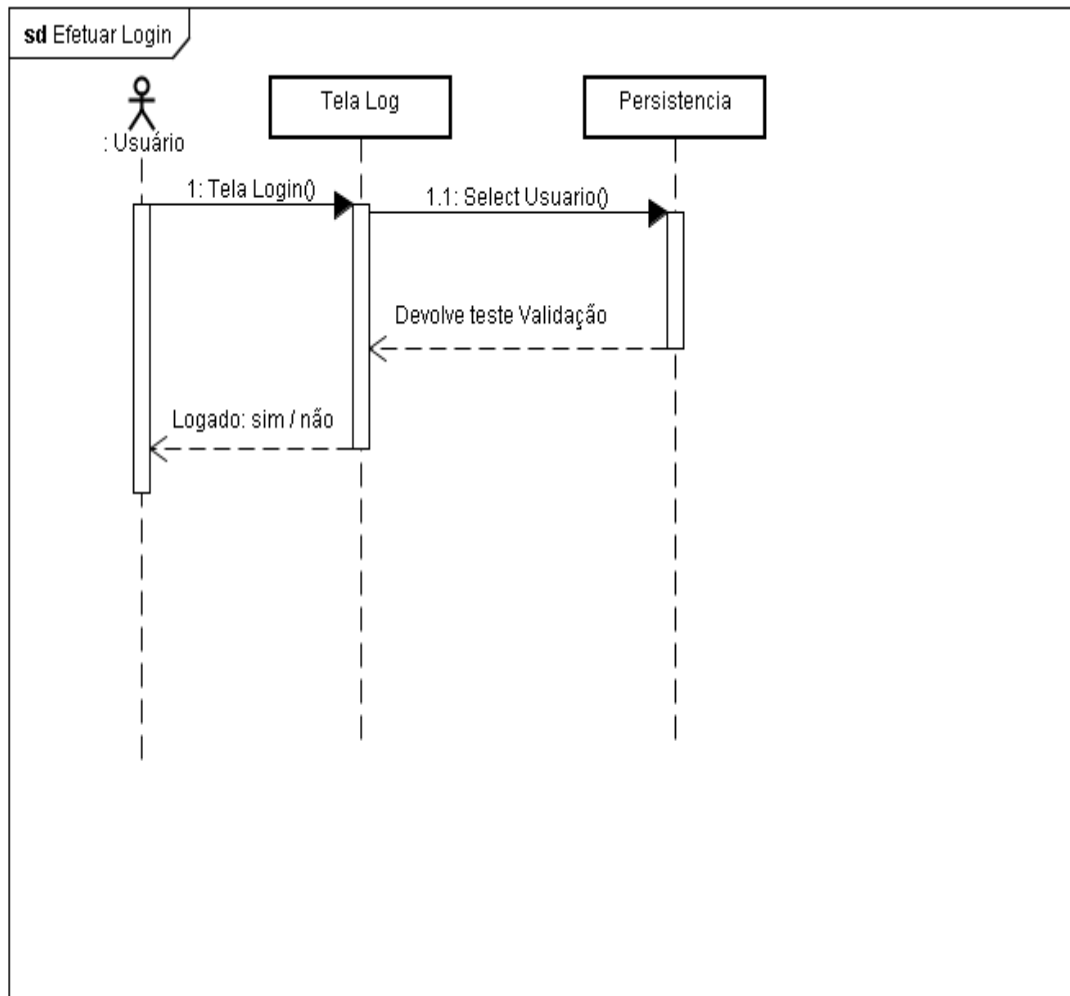 sd Efetuar Login
: Usuário
Tela Log
Persistencia
1: Tela Login()
1.1: Select Usuario()
Devolve teste Validação
Logado: sim / não